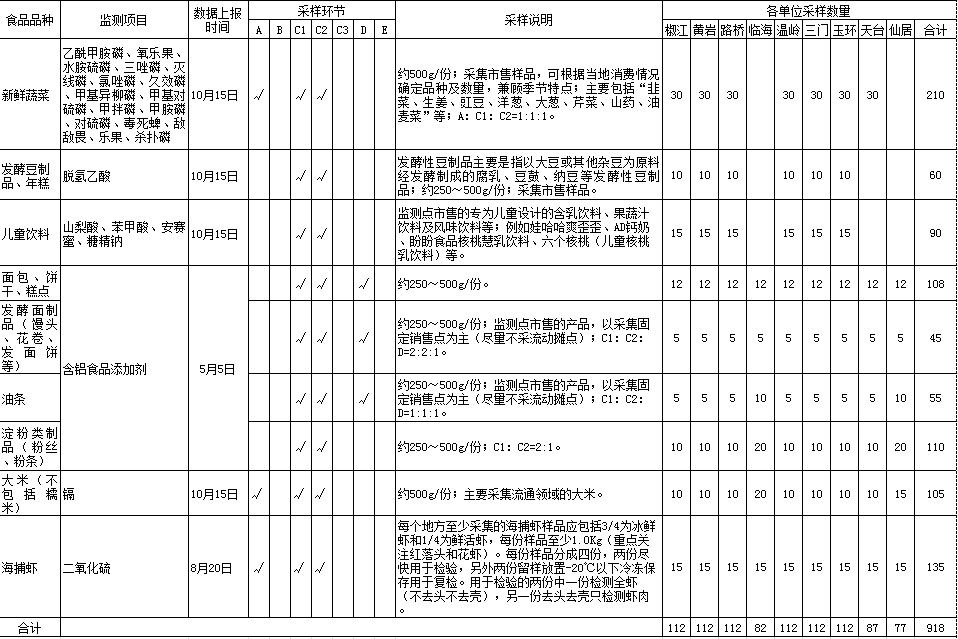 食品品种 监测项目 数据上报时间 采样环节 采样说明 各单位采样数量
A B C1 C2 C3 D E 椒江 黄岩 路桥 临海 温岭 三门 玉环 天台 仙居 合计
新鲜蔬菜
乙酰甲胺磷、氧乐果、
水胺硫磷、三唑磷、灭
线磷、氯唑磷、久效磷
、甲基异柳磷、甲基对
硫磷、甲拌磷、甲胺磷
、对硫磷、毒死蜱、敌
敌畏、乐果、杀扑磷
10月15日
√ √ √
约500g/份；采集市售样品，可根据当地消费情况
确定品种及数量，兼顾季节特点；主要包括“韭
菜、生姜、豇豆、洋葱、大葱、芹菜、山药、油
麦菜”等；A：C1：C2=1:1:1。
30 30 30 30 30 30 30 210
发酵豆制
品、年糕
脱氢乙酸
10月15日
√ √
发酵性豆制品主要是指以大豆或其他杂豆为原料
经发酵制成的腐乳、豆鼓、纳豆等发酵性豆制
品；约250～500g/份；采集市售样品。
10 10 10 10 10 10 60
儿童饮料
山梨酸、苯甲酸、安赛
蜜、糖精钠
10月15日
√ √
监测点市售的专为儿童设计的含乳饮料、果蔬汁
饮料及风味饮料等；例如娃哈哈爽歪歪、AD钙奶
、盼盼食品核桃慧乳饮料、六个核桃（儿童核桃
乳饮料）等。
15 15 15 15 15 15 90
面包、饼
干、糕点
√ √ √
约250～500g/份。
12 12 12 12 12 12 12 12 12 108
发酵面制
品（馒头
、花卷、
发面饼
等）
含铝食品添加剂
5月5日
√ √ √
约250～500g/份；监测点市售的产品，以采集固
定销售点为主（尽量不采流动摊点）；C1：C2：
D=2:2:1。
5 5 5 5 5 5 5 5 5 45
油条
√ √ √
约250～500g/份；监测点市售的产品，以采集固
定销售点为主（尽量不采流动摊点）；C1：C2：
D=1:1:1。
5 5 5 10 5 5 5 5 10 55
淀粉类制
品（粉丝
、粉条）
√ √
约250～500g/份；C1：C2=2:1。
10 10 10 20 10 10 10 10 20 110
大米（不
包括糯
米）
镉
10月15日
√ √ √
约500g/份；主要采集流通领域的大米。
10 10 10 20 10 10 10 10 15 105
海捕虾
二氧化硫
8月20日
√ √ √
每个地方至少采集的海捕虾样品应包括3/4为冰鲜
虾和1/4为鲜活虾，每份样品至少1.0Kg（重点关
注红落头和花虾）。每份样品分成四份，两份尽
快用于检验，另外两份留样放置-20℃以下冷冻保
存用于复检。用于检验的两份中一份检测全虾
（不去头不去壳），另一份去头去壳只检测虾肉
。
15 15 15 15 15 15 15 15 15 135
合计 112 112 112 82 112 112 112 87 77 918